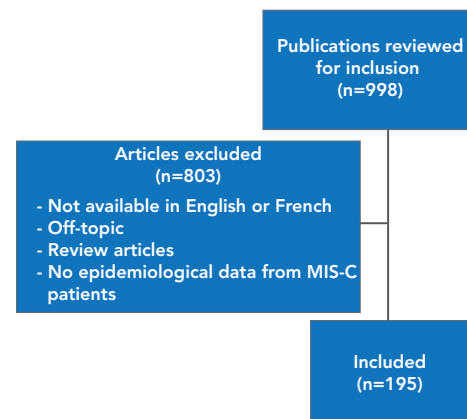 Publications reviewed
for inclusion
(n=998)
Articles excluded
(n=803)
- Not available in English or French
- Off-topic
- Review articles
- No epidemiological data from MIS-C
patients
Included
(n=195)